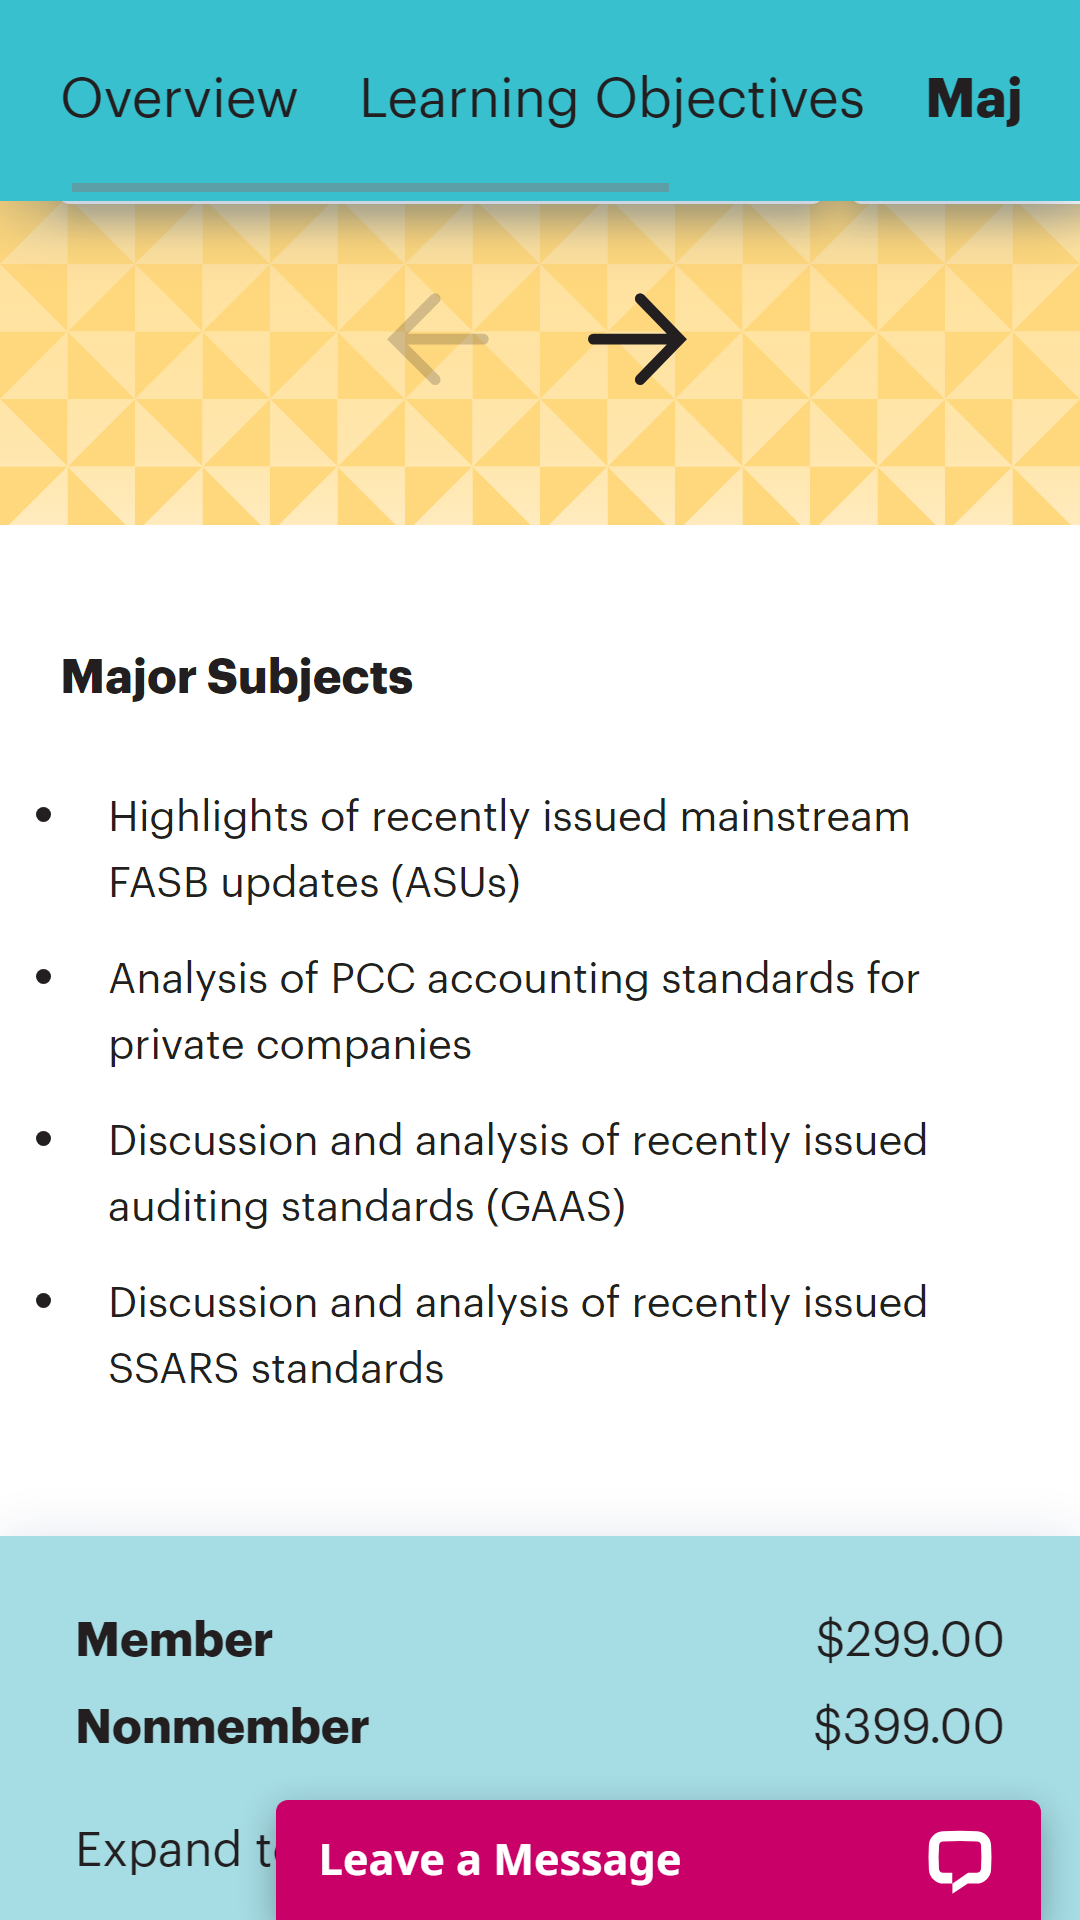 Overview Learning Objectives Maj
Major Subjects
• Highlights of recently issued mainstream
FASB updates (ASUs)
• Analysis of PCC accounting standards for
private companies
• Discussion and analysis of recently issued
auditing standards (GAAS)
• Discussion and analysis of recently issued
SSARS standards
Member $299.00
Nonmember $399.00
Expand
Leave a Message